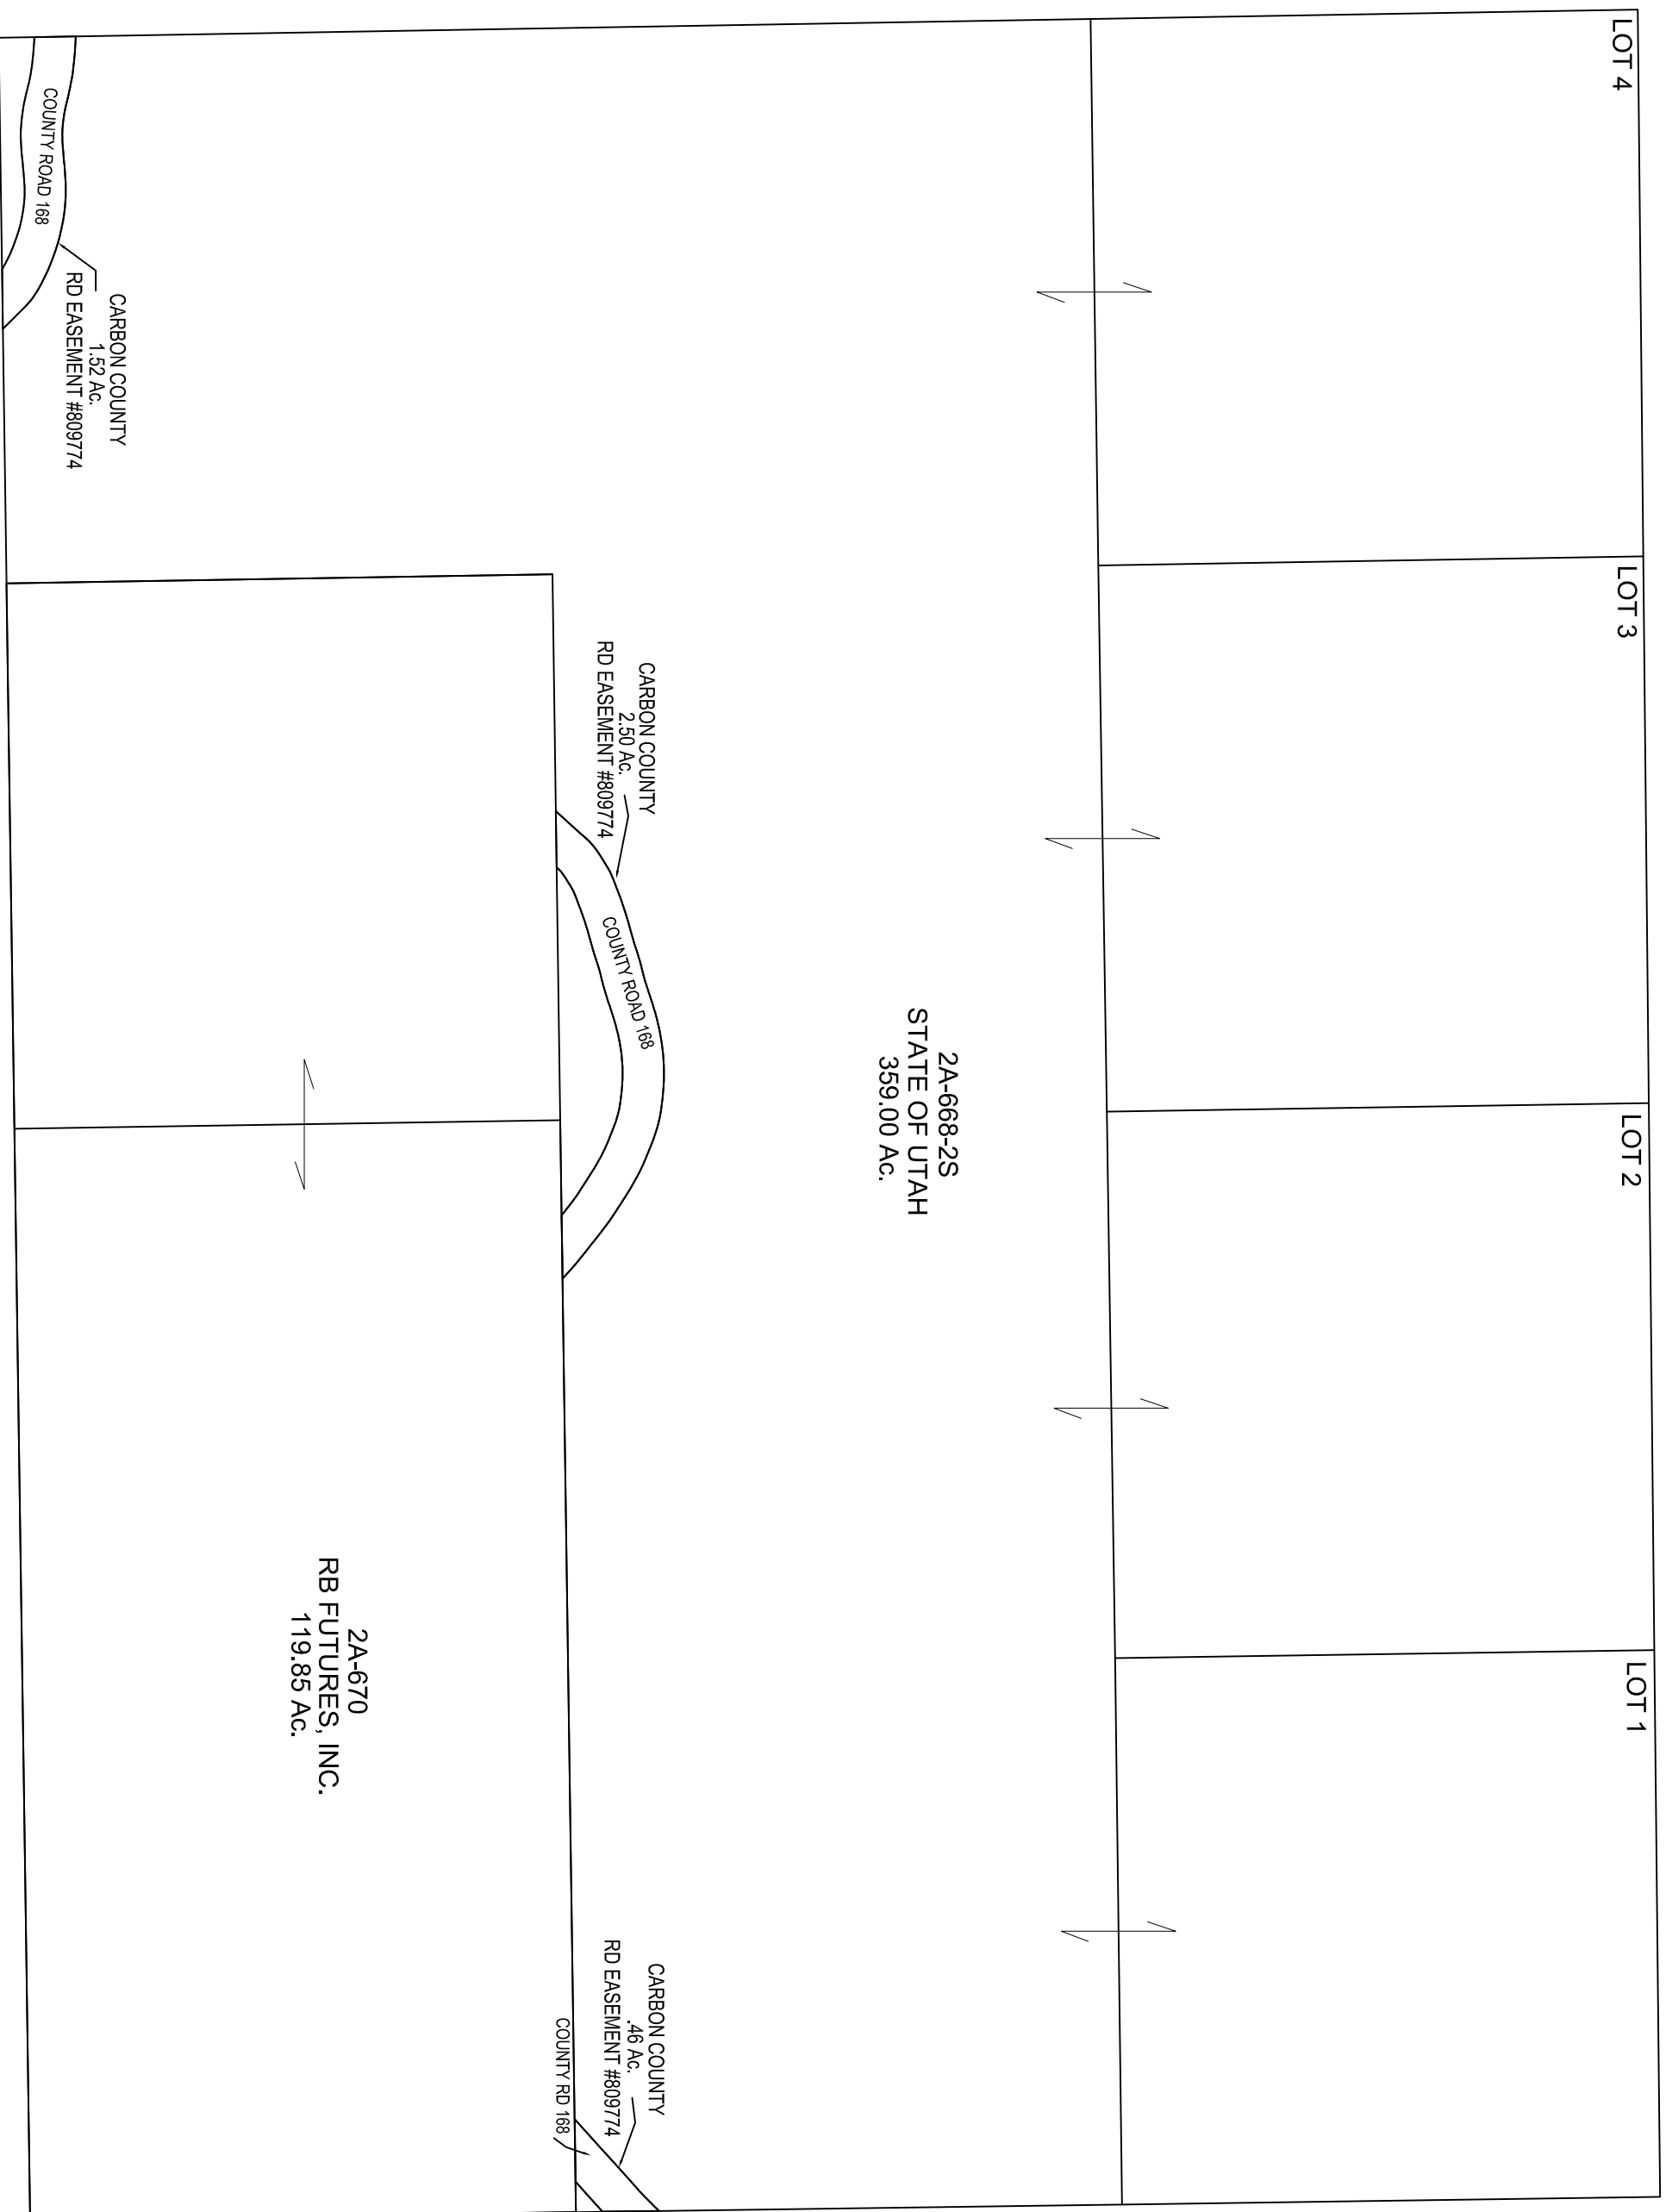 LOT 4
LOT 3
LOT 2
LOT 1
2A-668-2S
STATE OF UTAH
359.00 Ac.
CARBON COUNTY
2.50 Ac.
RD EASEMENT #809774
COUNTY ROAD 168
CARBON COUNTY
.46 Ac.
RD EASEMENT #809774
COUNTY RD 168
2A-670
RB FUTURES, INC.
119.85 Ac.
CARBON COUNTY
1.52 Ac.
RD EASEMENT #809774
COUNTY ROAD 168